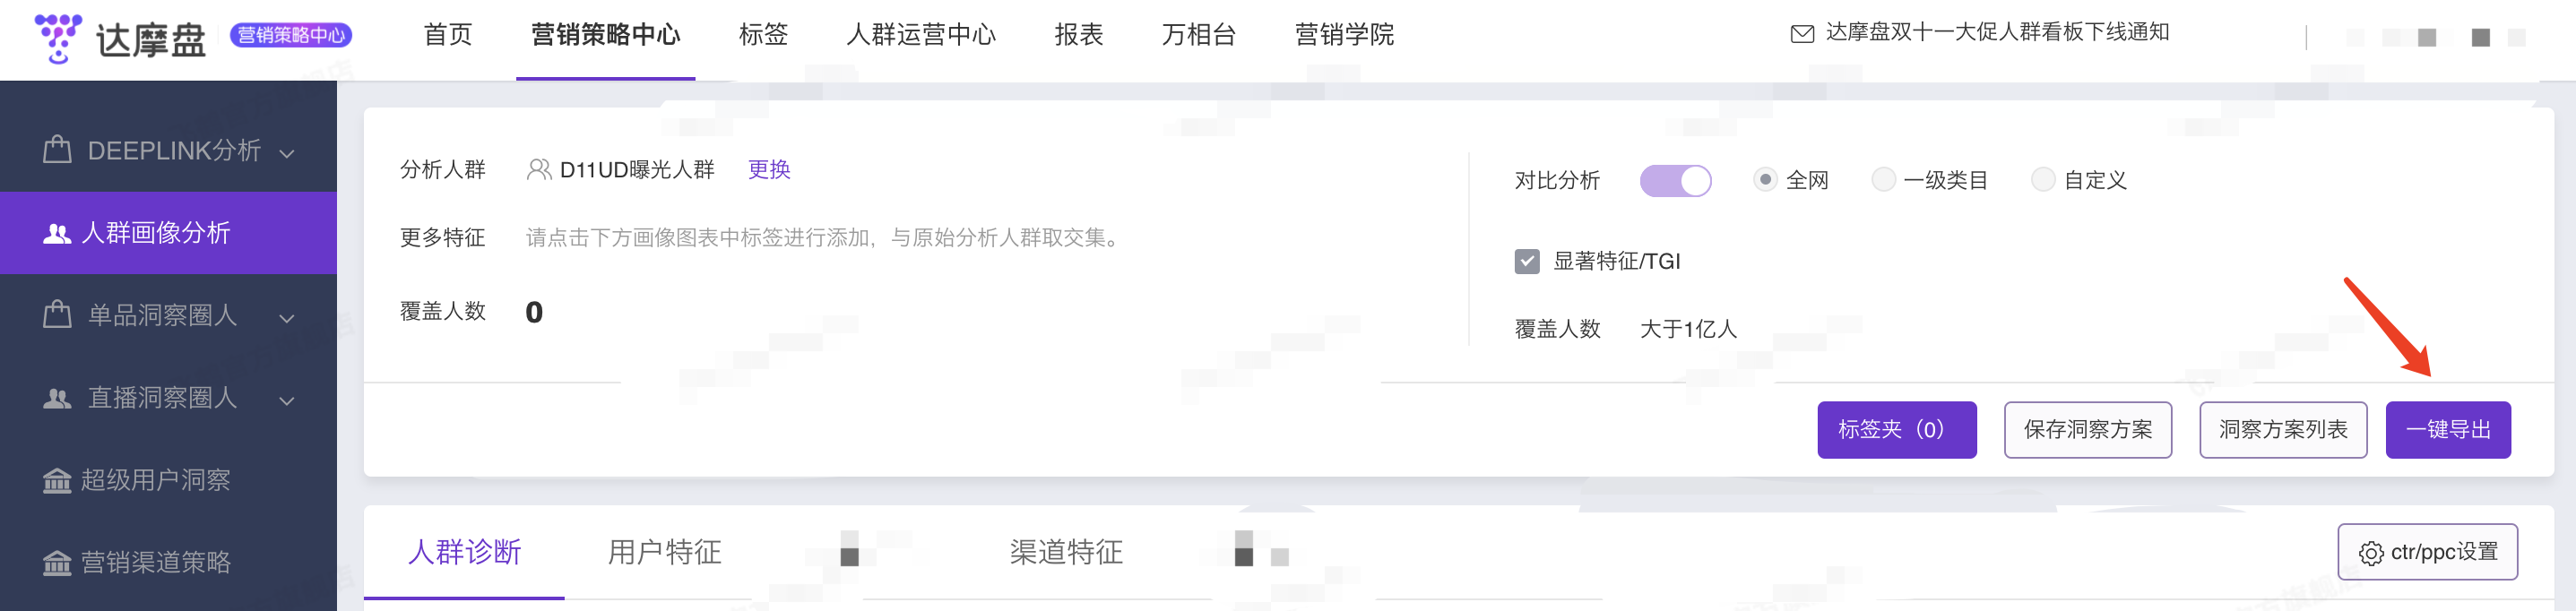 达摩盘 营销策略中心 首页 营销策略中心 标签 人群运营中心 报表 万相台 营销学院 达摩盘双十一大促人群看板下线通知
DEEPLINK分析
人群画像分析
单品洞察圈人
直播洞察圈人
超级用户洞察
营销渠道策略
分析人群 D11UD曝光人群 更换
更多特征 请点击下方画像图表中标签进行添加，与原始分析人群取交集。
覆盖人数 0
对比分析 全网 一级类目 自定义
显著特征/TGI
覆盖人数 大于1亿人
标签夹（0） 保存洞察方案 洞察方案列表 一键导出
人群诊断 用户特征 渠道特征 ctr/ppc设置